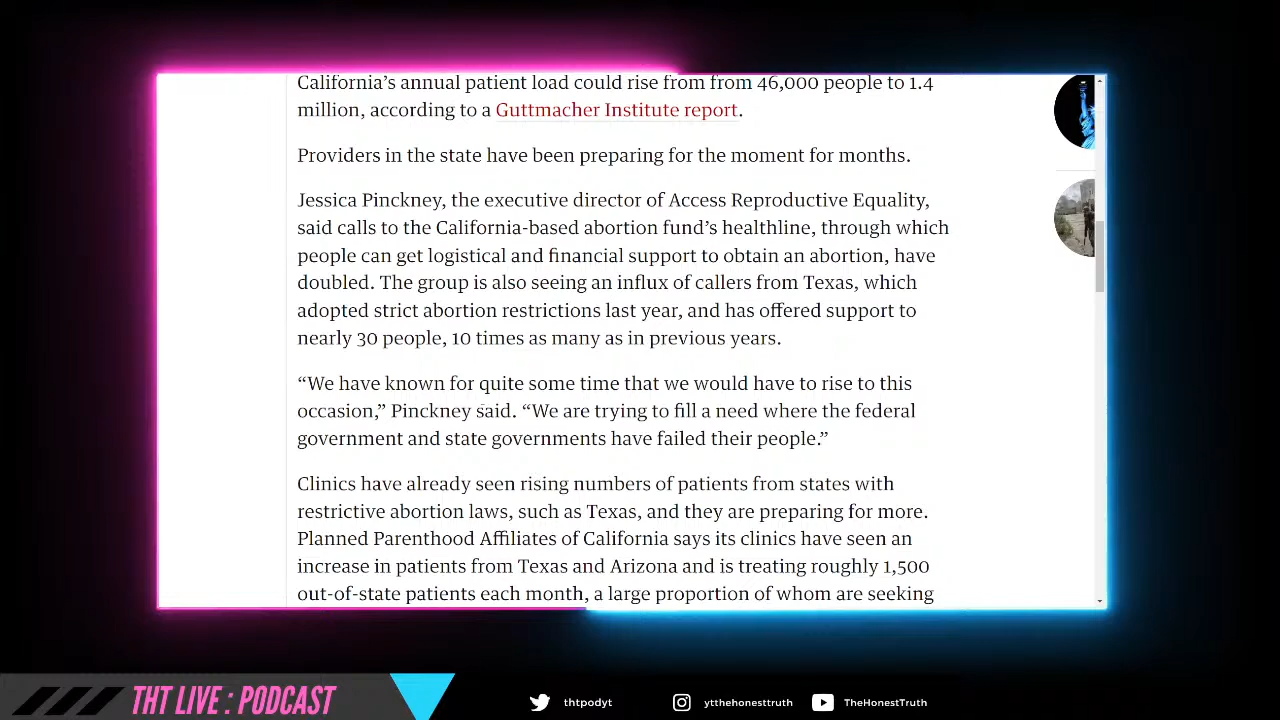 California’s annual patient load could rise from from 46,000 people to 1.4
million, according to a Guttmacher Institute report.
Providers in the state have been preparing for the moment for months.
Jessica Pinckney, the executive director of Access Reproductive Equality,
said calls to the California-based abortion fund’s healthline, through which
people can get logistical and financial support to obtain an abortion, have
doubled. The group is also seeing an influx of callers from Texas, which
adopted strict abortion restrictions last year, and has offered support to
nearly 30 people, 10 times as many as in previous years.
“We have known for quite some time that we would have to rise to this
occasion,” Pinckney said. “We are trying to fill a need where the federal
government and state governments have failed their people.”
Clinics have already seen rising numbers of patients from states with
restrictive abortion laws, such as Texas, and they are preparing for more.
Planned Parenthood Affiliates of California says its clinics have seen an
increase in patients from Texas and Arizona and is treating roughly 1,500
out-of-state patients each month, a large proportion of whom are seeking
THT LIVE : PODCAST
thtpodyt
ytthehonesttruth
TheHonestTruth